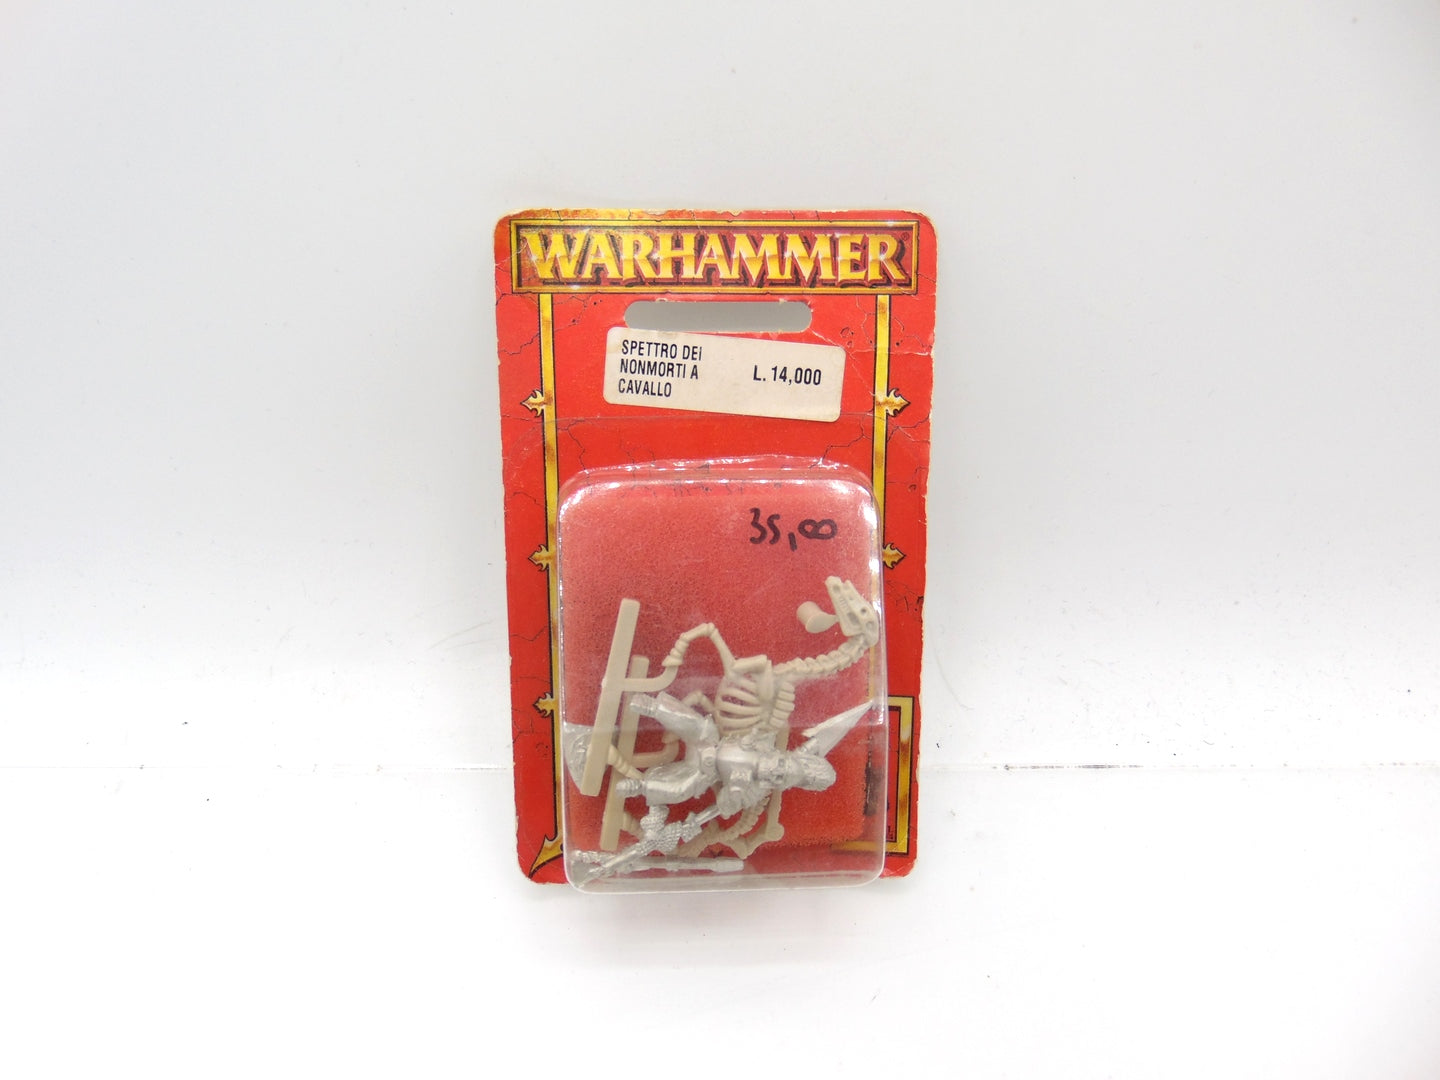 WARHAMMER®
SPETTRO DEI
NONMORTI A
CAVALLO
L. 14,000
35,00